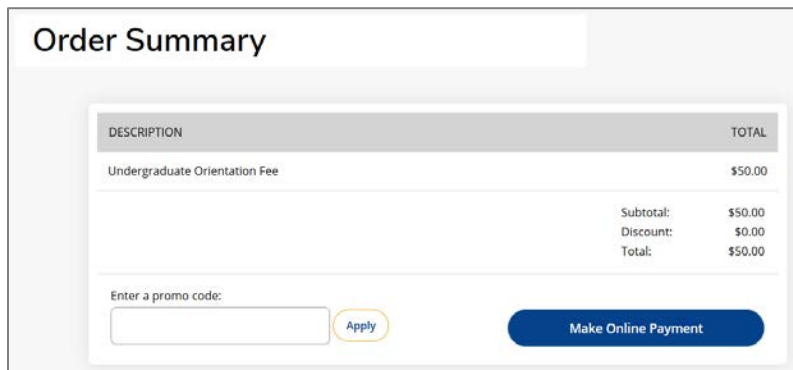 Order Summary
DESCRIPTION TOTAL
Undergraduate Orientation Fee $50.00
Subtotal: $50.00
Discount: $0.00
Total: $50.00
Enter a promo code:
Apply Make Online Payment